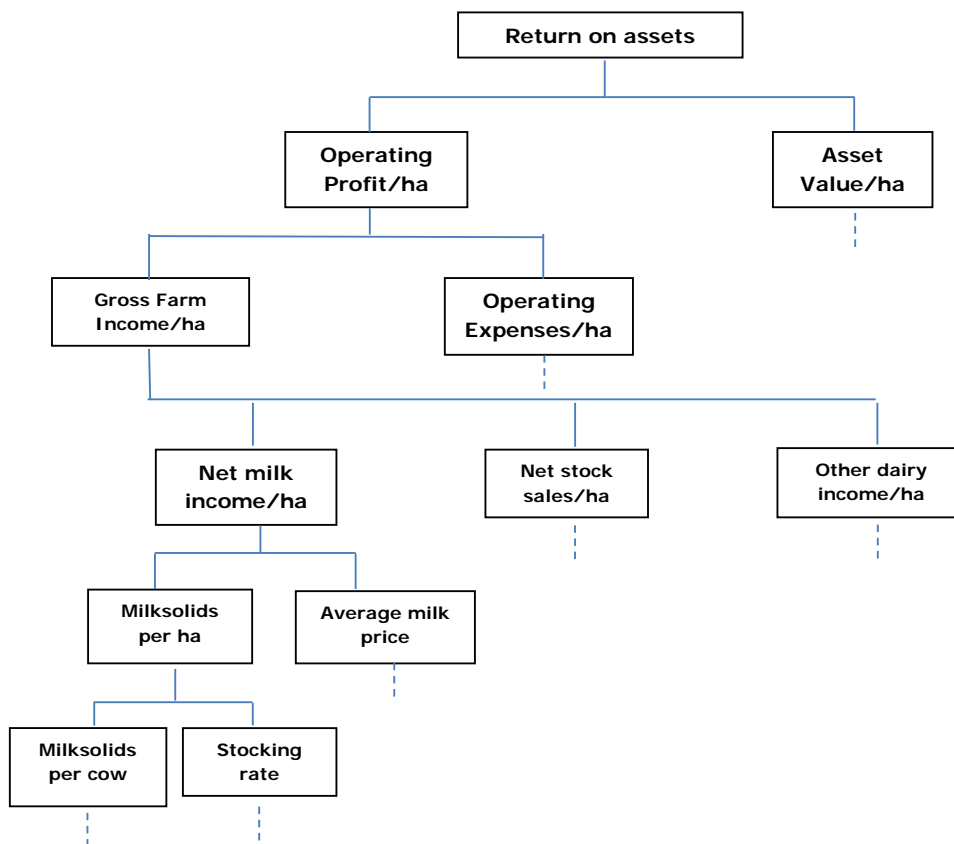 Return on assets
Operating
Profit/ha
Asset
Value/ha
Gross Farm
Income/ha
Operating
Expenses/ha
Net milk
income/ha
Net stock
sales/ha
Other dairy
income/ha
Milksolids
per ha
Average milk
price
Milksolids
per cow
Stocking
rate